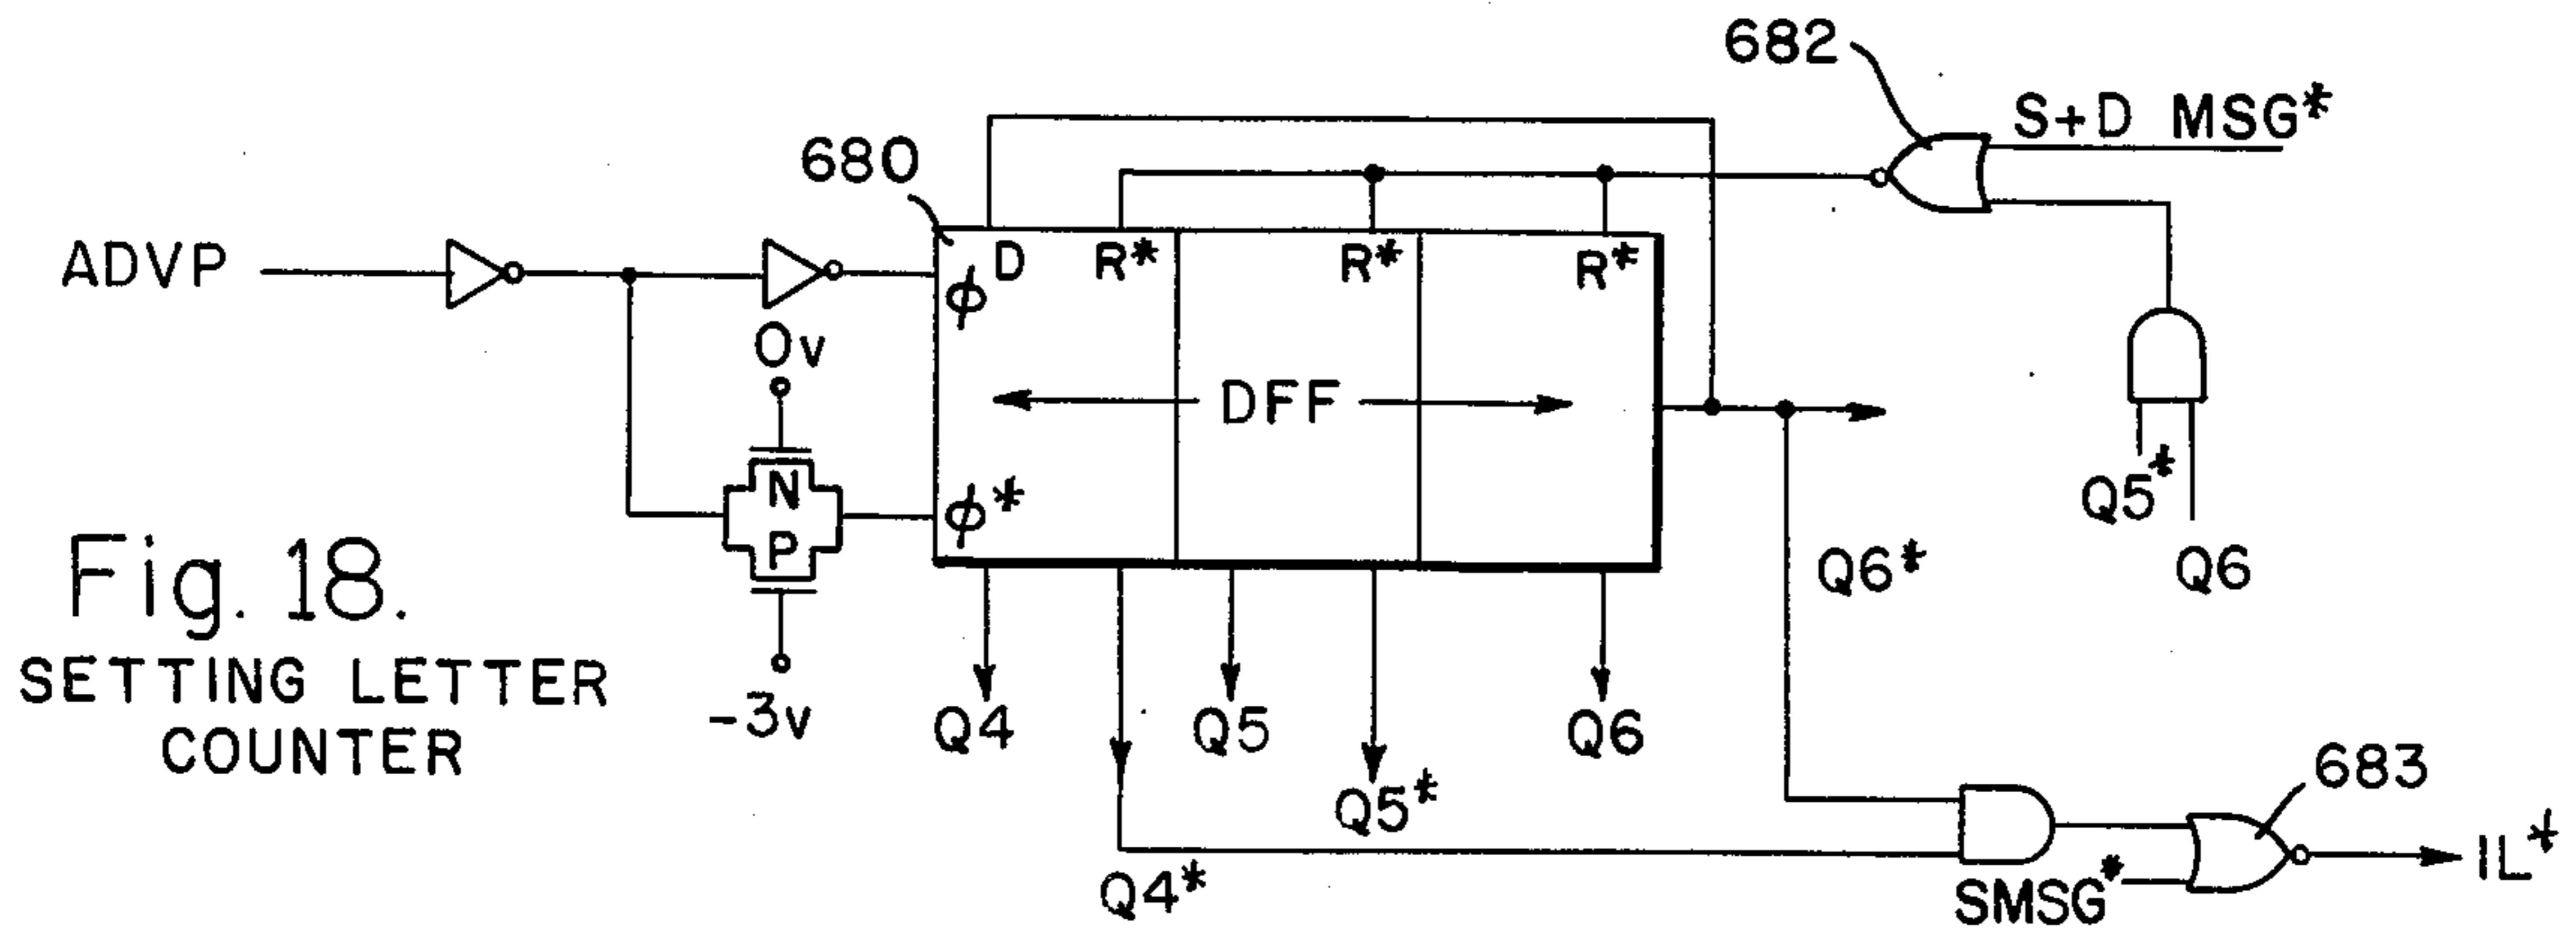 682
S+D MSG*
680
ADVP
D
R*
R*
R*
ϕ
0v
DFF
N
P
ϕ*
Q5*
Q6
Q6*
Fig. 18.
SETTING LETTER
COUNTER
-3v
Q4
Q5
Q6
Q5*
Q4*
683
SMSG*
IL*